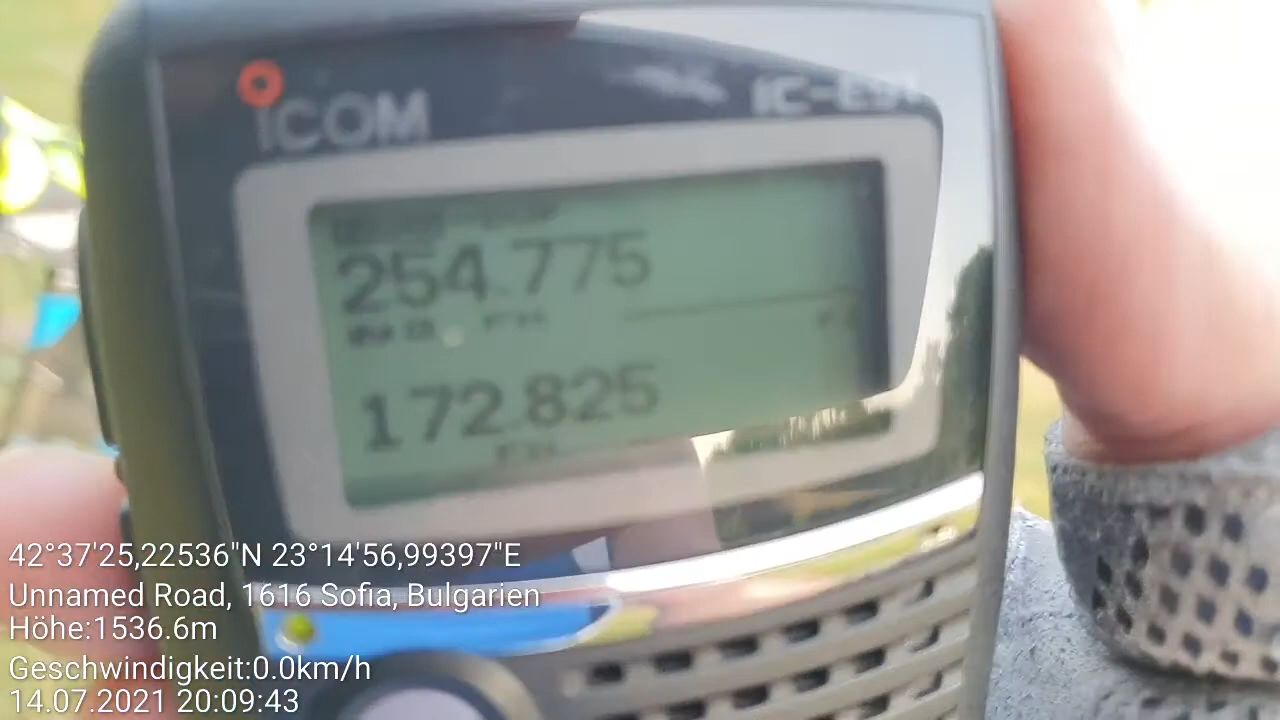 ICOM
254.775
172.825
42°37'25,22536"N 23°14'56,99397"E
Unnamed Road, 1616 Sofia, Bulgarien
Höhe:1536.6m
Geschwindigkeit:0.0km/h
14.07.2021 20:09:43